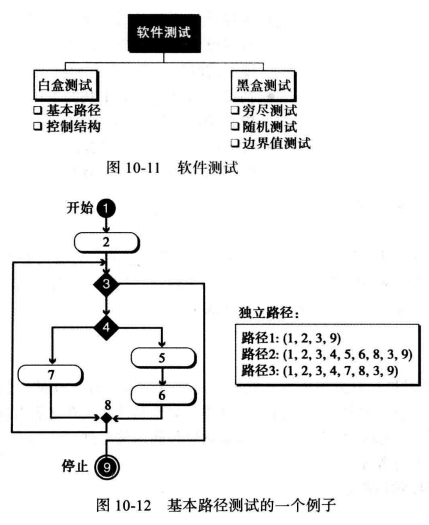 软件测试
白盒测试
基本路径
控制结构
黑盒测试
穷尽测试
随机测试
边界值测试
图 10-11 软件测试
开始 1
2
3
4
5
7
6
8
停止 9
独立路径：
路径1: (1, 2, 3, 9)
路径2: (1, 2, 3, 4, 5, 6, 8, 3, 9)
路径3: (1, 2, 3, 4, 7, 8, 3, 9)
图 10-12 基本路径测试的一个例子